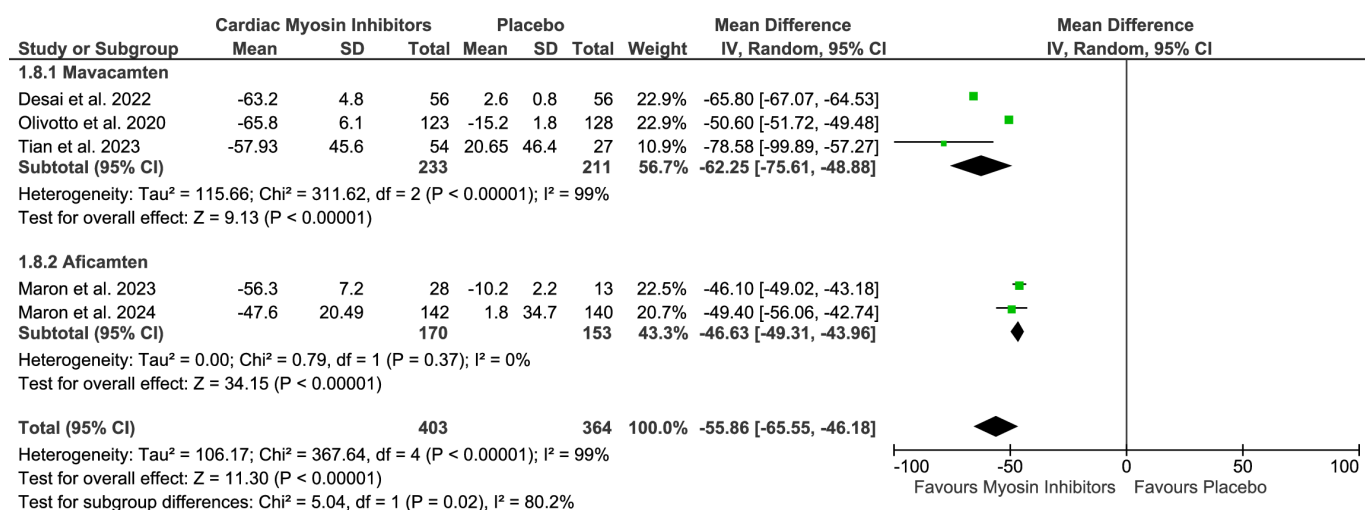 Cardiac Myosin Inhibitors Placebo Mean Difference Mean Difference
Study or Subgroup Mean SD Total Mean SD Total Weight IV, Random, 95% CI IV, Random, 95% CI
1.8.1 Mavacamten
Desai et al. 2022 -63.2 4.8 56 2.6 0.8 56 22.9% -65.80 [-67.07, -64.53]
Olivotto et al. 2020 -65.8 6.1 123 -15.2 1.8 128 22.9% -50.60 [-51.72, -49.48]
Tian et al. 2023 -57.93 45.6 54 20.65 46.4 27 10.9% -78.58 [-99.89, -57.27]
Subtotal (95% CI) 233 211 56.7% -62.25 [-75.61, -48.88]
Heterogeneity: Tau² = 115.66; Chi² = 311.62, df = 2 (P < 0.00001); I² = 99%
Test for overall effect: Z = 9.13 (P < 0.00001)
1.8.2 Aficamten
Maron et al. 2023 -56.3 7.2 28 -10.2 2.2 13 22.5% -46.10 [-49.02, -43.18]
Maron et al. 2024 -47.6 20.49 142 1.8 34.7 140 20.7% -49.40 [-56.06, -42.74]
Subtotal (95% CI) 170 153 43.3% -46.63 [-49.31, -43.96]
Heterogeneity: Tau² = 0.00; Chi² = 0.79, df = 1 (P = 0.37); I² = 0%
Test for overall effect: Z = 34.15 (P < 0.00001)
Total (95% CI) 403 364 100.0% -55.86 [-65.55, -46.18]
Heterogeneity: Tau² = 106.17; Chi² = 367.64, df = 4 (P < 0.00001); I² = 99%
Test for overall effect: Z = 11.30 (P < 0.00001)
Test for subgroup differences: Chi² = 5.04, df = 1 (P = 0.02), I² = 80.2%
-100 -50 0 50 100
Favours Myosin Inhibitors Favours Placebo